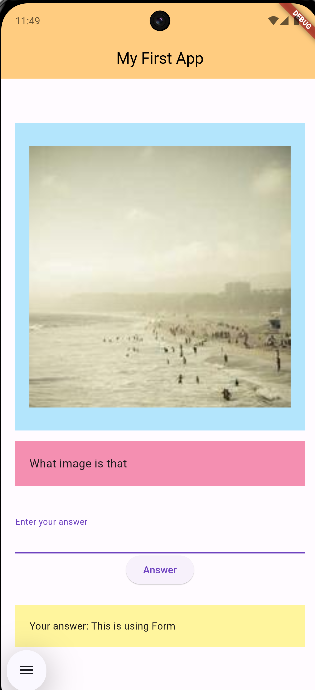 11:49
DEBUG
My First App
What image is that
Enter your answer
Answer
Your answer: This is using Form